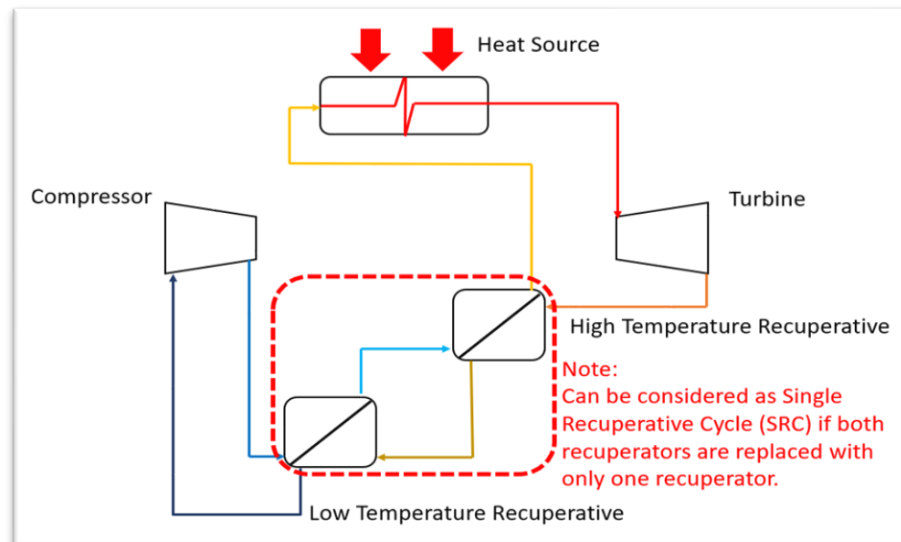 Heat Source
Compressor
Turbine
High Temperature Recuperative
Note:
Can be considered as Single
Recuperative Cycle (SRC) if both
recuperators are replaced with
only one recuperator.
Low Temperature Recuperative